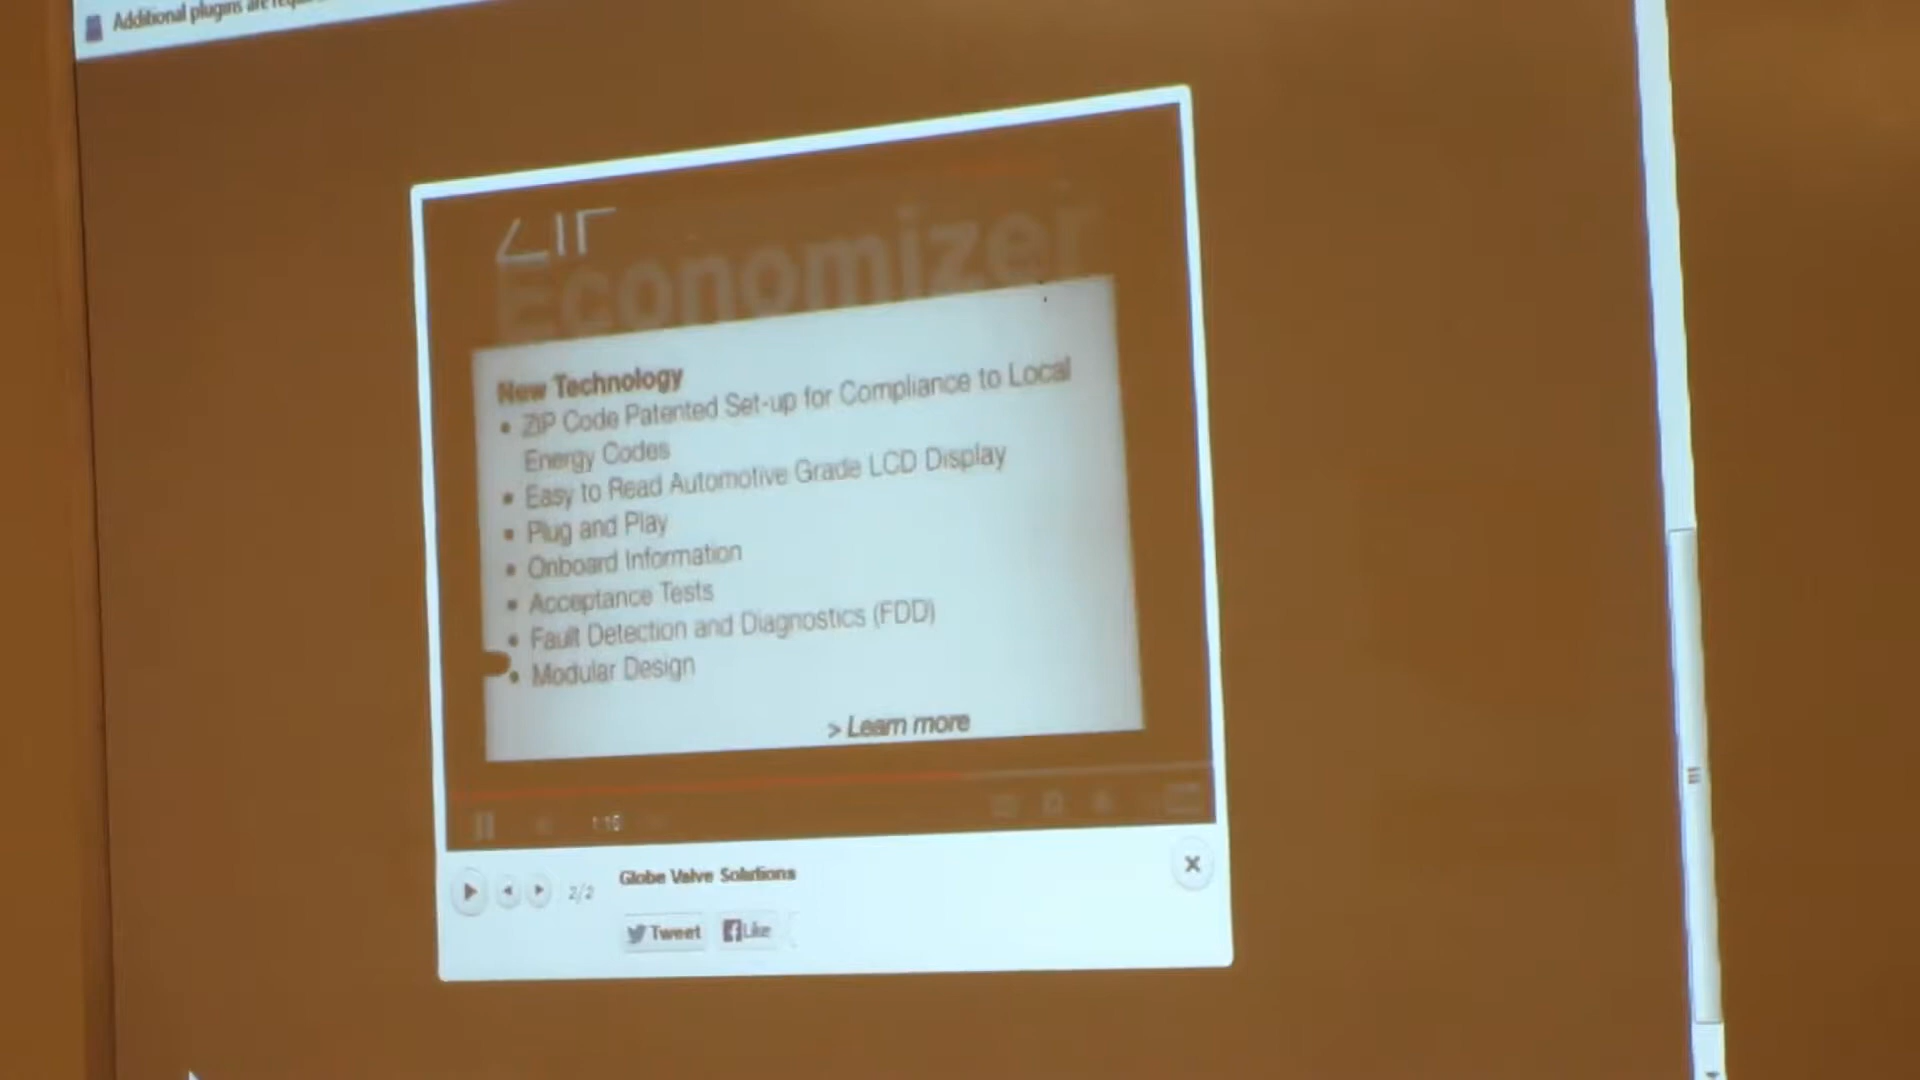 Additional plugins are
ZIP
Economizer
New Technology
• ZIP Code Patented Set-up for Compliance to Local
Energy Codes
• Easy to Read Automotive Grade LCD Display
• Plug and Play
• Onboard Information
• Acceptance Tests
• Fault Detection and Diagnostics (FDD)
• Modular Design
> Learn more
1:16
2/2 Globe Valve Solutions
Tweet Like